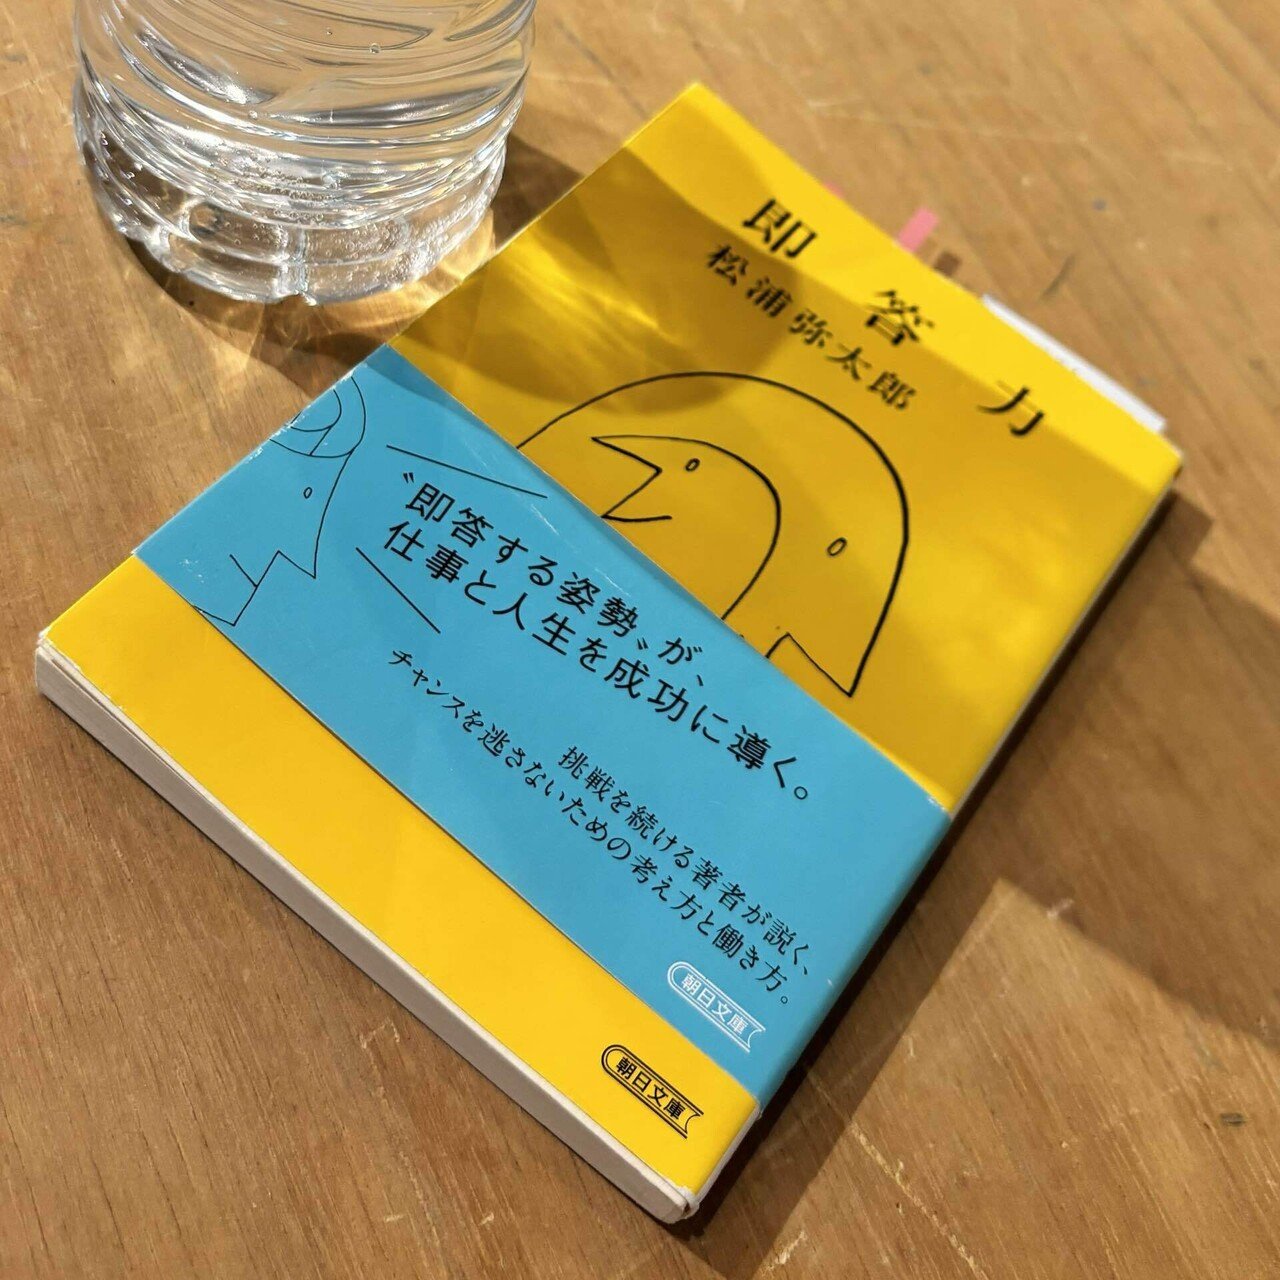 即答力
松浦弥太郎
〝即答する姿勢〟が、
仕事と人生を成功に導く。
挑戦を続ける著者が説く、
チャンスを逃さないための考え方と働き方。
朝日文庫
朝日文庫